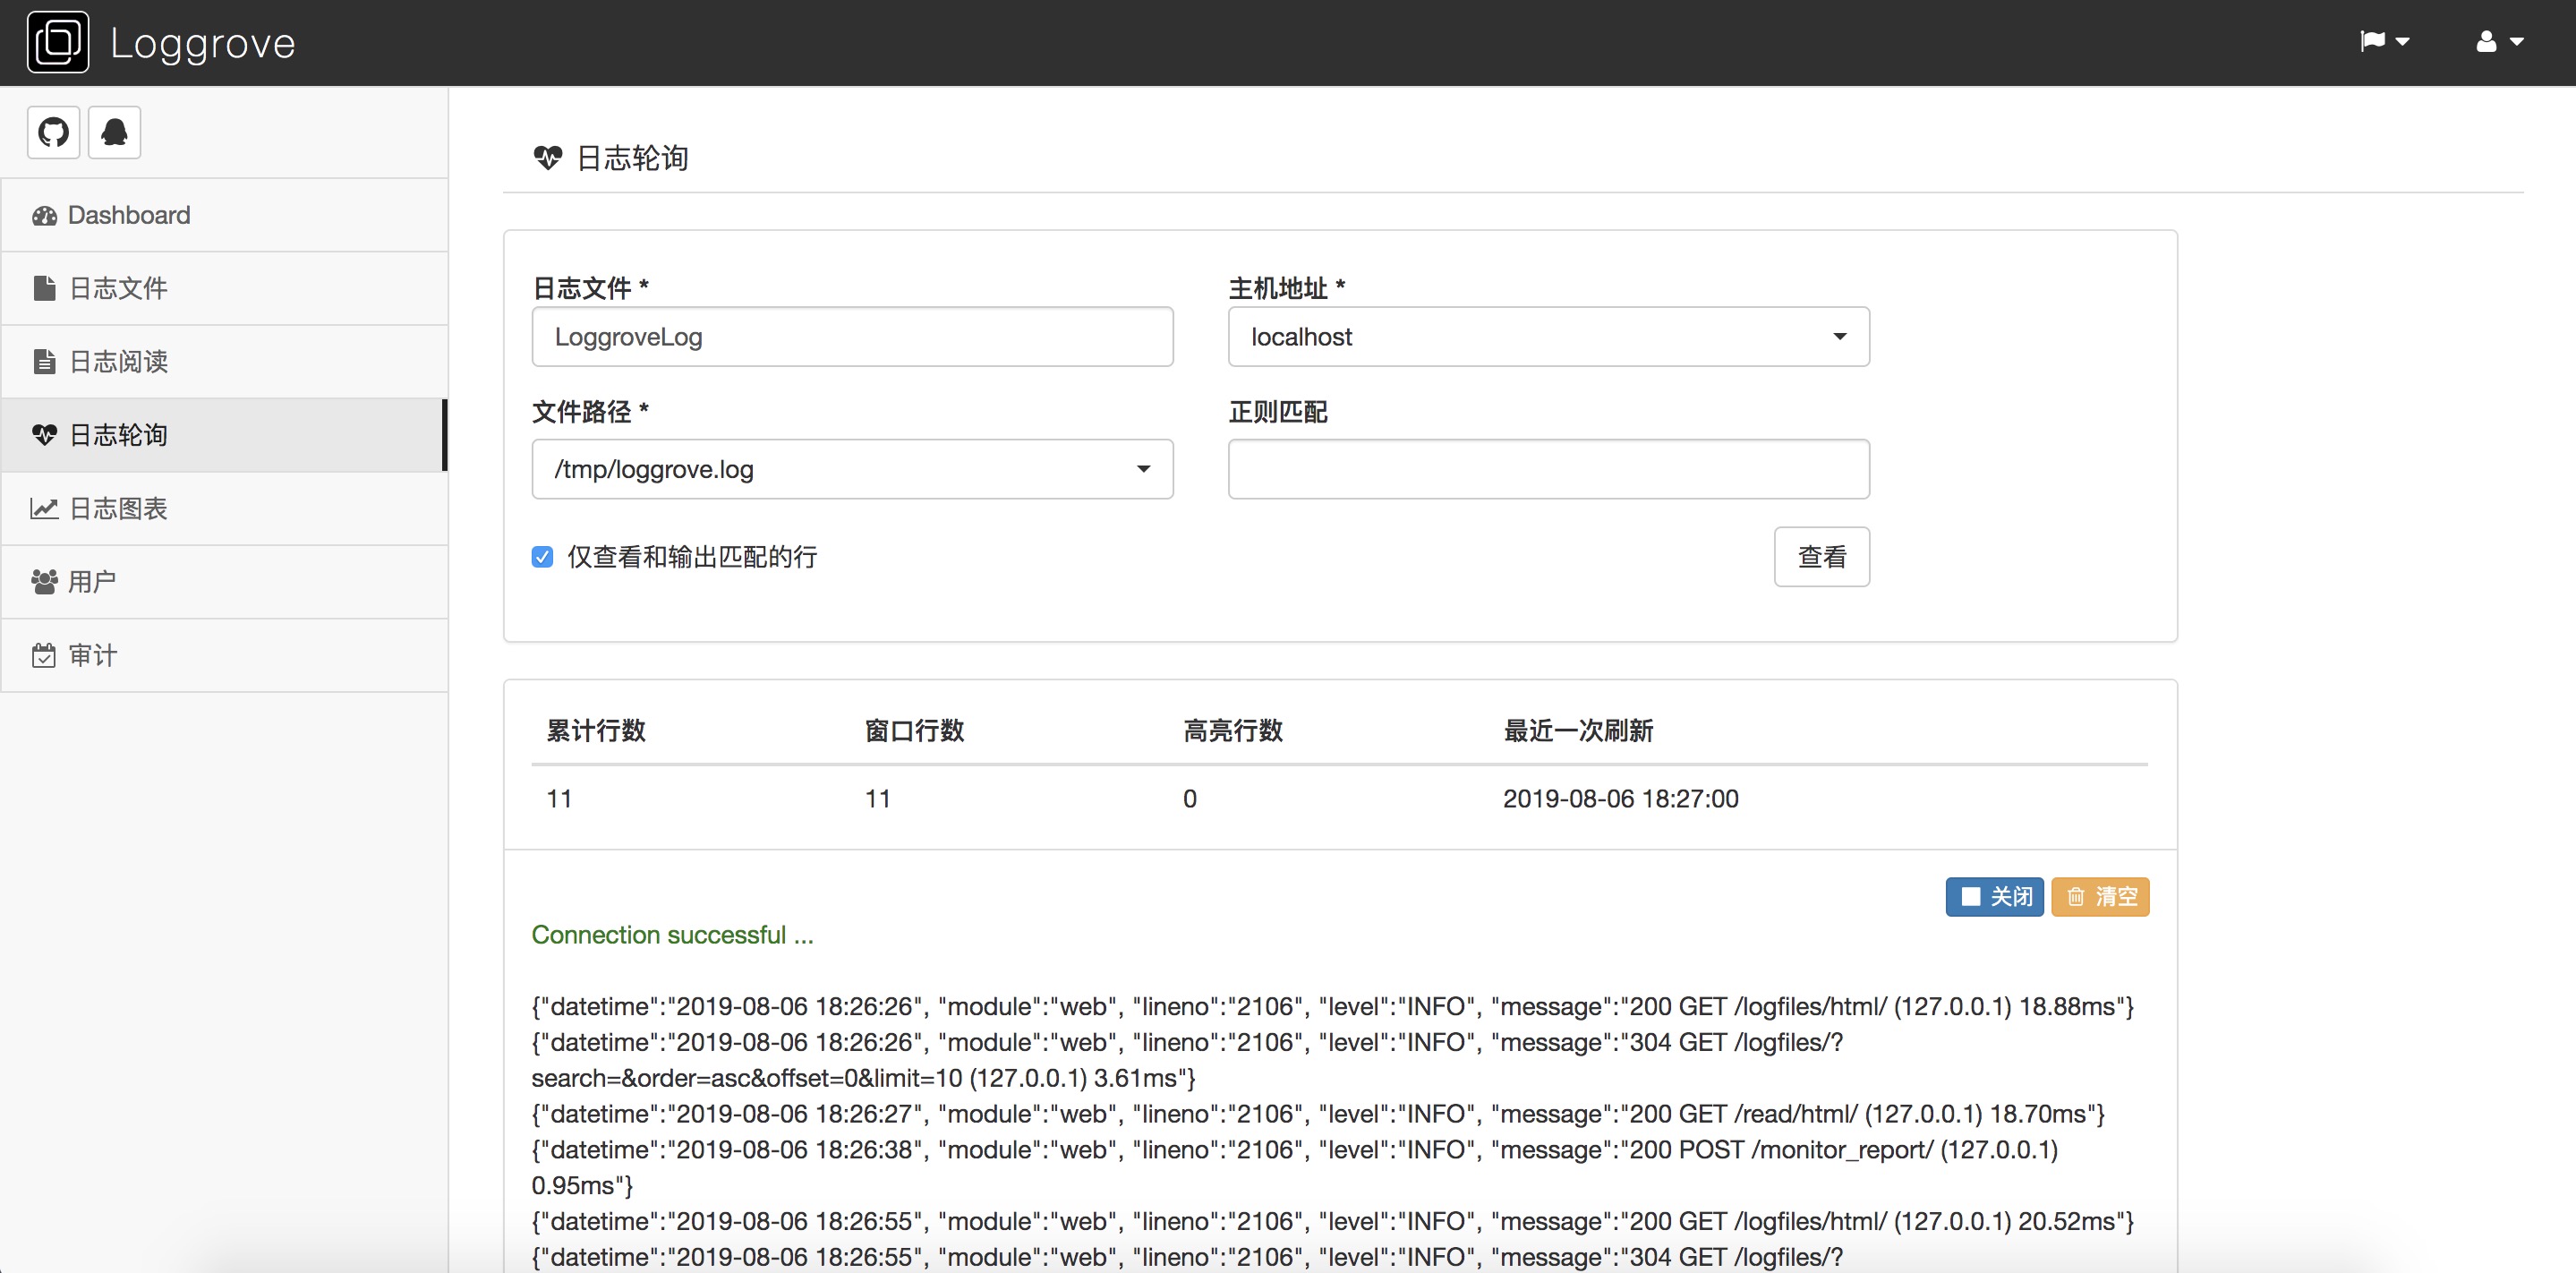 Loggrove
Dashboard
日志文件
日志阅读
日志轮询
日志图表
用户
审计
日志轮询
日志文件 *
主机地址 *
LoggroveLog
localhost
文件路径 *
正则匹配
/tmp/loggrove.log
仅查看和输出匹配的行
查看
累计行数 窗口行数 高亮行数 最近一次刷新
11 11 0 2019-08-06 18:27:00
关闭 清空
Connection successful ...
{"datetime":"2019-08-06 18:26:26", "module":"web", "lineno":"2106", "level":"INFO", "message":"200 GET /logfiles/html/ (127.0.0.1) 18.88ms"}
{"datetime":"2019-08-06 18:26:26", "module":"web", "lineno":"2106", "level":"INFO", "message":"304 GET /logfiles/?
search=&order=asc&offset=0&limit=10 (127.0.0.1) 3.61ms"}
{"datetime":"2019-08-06 18:26:27", "module":"web", "lineno":"2106", "level":"INFO", "message":"200 GET /read/html/ (127.0.0.1) 18.70ms"}
{"datetime":"2019-08-06 18:26:38", "module":"web", "lineno":"2106", "level":"INFO", "message":"200 POST /monitor_report/ (127.0.0.1)
0.95ms"}
{"datetime":"2019-08-06 18:26:55", "module":"web", "lineno":"2106", "level":"INFO", "message":"200 GET /logfiles/html/ (127.0.0.1) 20.52ms"}
{"datetime":"2019-08-06 18:26:55", "module":"web", "lineno":"2106", "level":"INFO", "message":"304 GET /logfiles/?